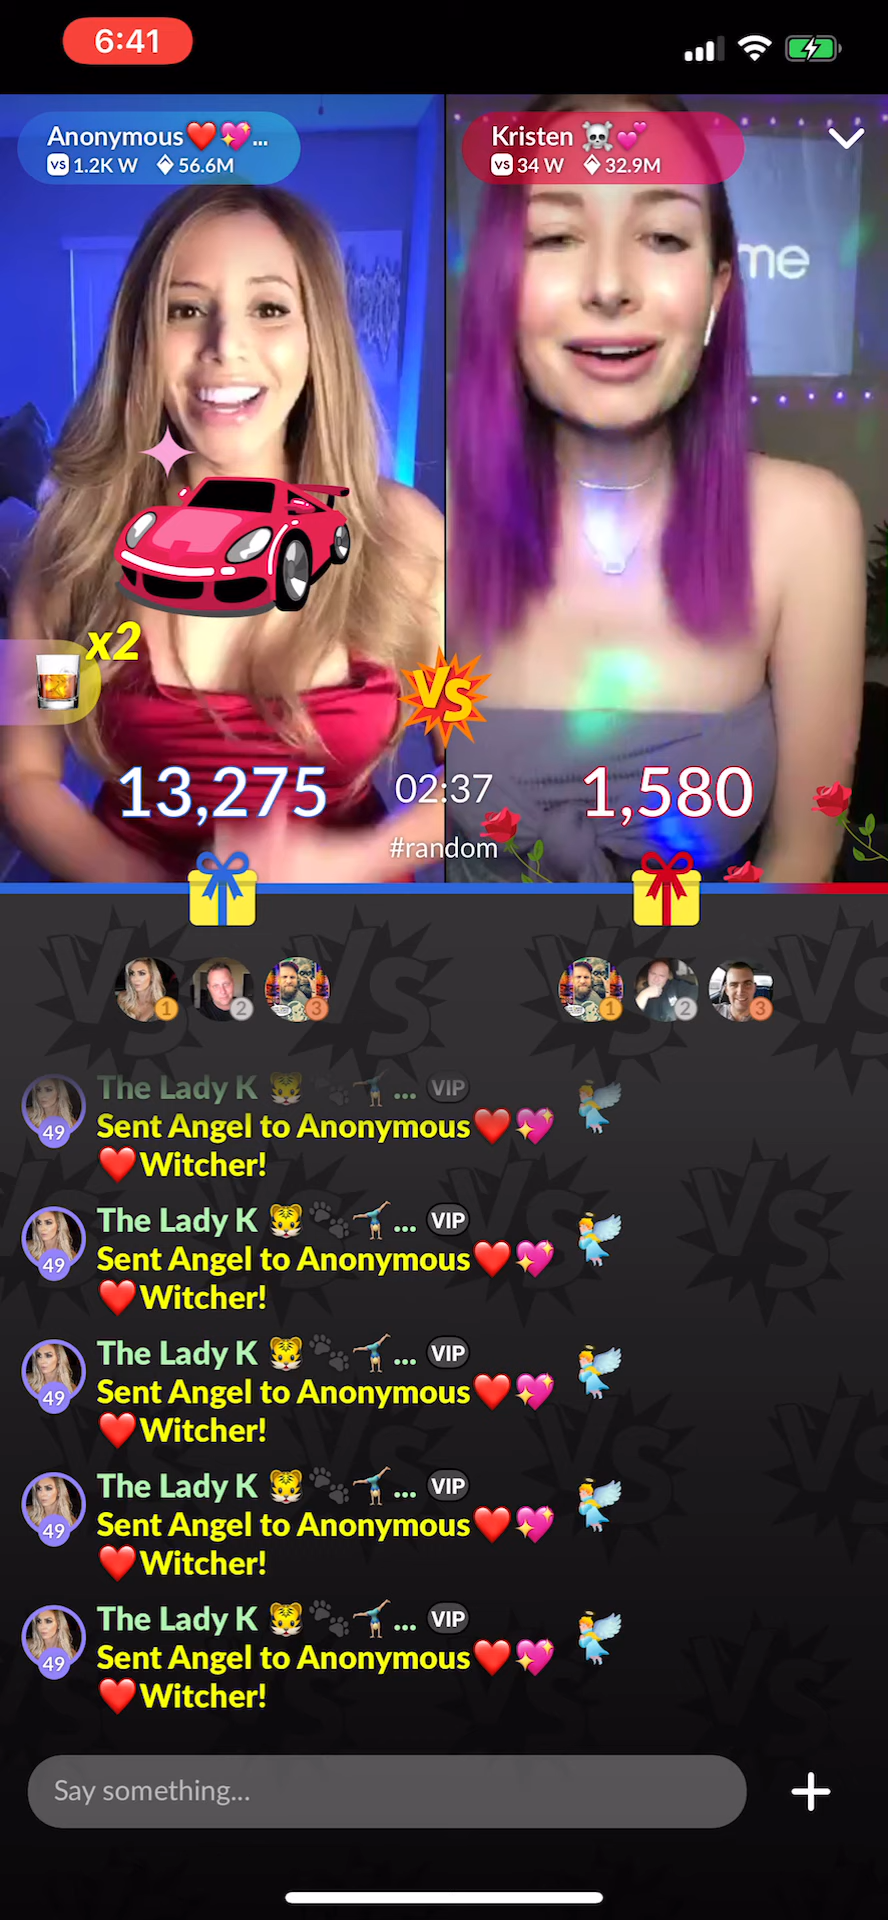 6:41
Anonymous❤️💖...
VS 1.2K W 56.6M
Kristen ☠️💕
VS 34 W 32.9M
me
x2
VS
13,275
02:37
1,580
#random
1
2
3
1
2
3
The Lady K 🐯🐾🤸... VIP
49
Sent Angel to Anonymous❤️💖
❤️Witcher!
The Lady K 🐯🐾🤸... VIP
49
Sent Angel to Anonymous❤️💖
❤️Witcher!
The Lady K 🐯🐾🤸... VIP
49
Sent Angel to Anonymous❤️💖
❤️Witcher!
The Lady K 🐯🐾🤸... VIP
49
Sent Angel to Anonymous❤️💖
❤️Witcher!
The Lady K 🐯🐾🤸... VIP
49
Sent Angel to Anonymous❤️💖
❤️Witcher!
Say something...